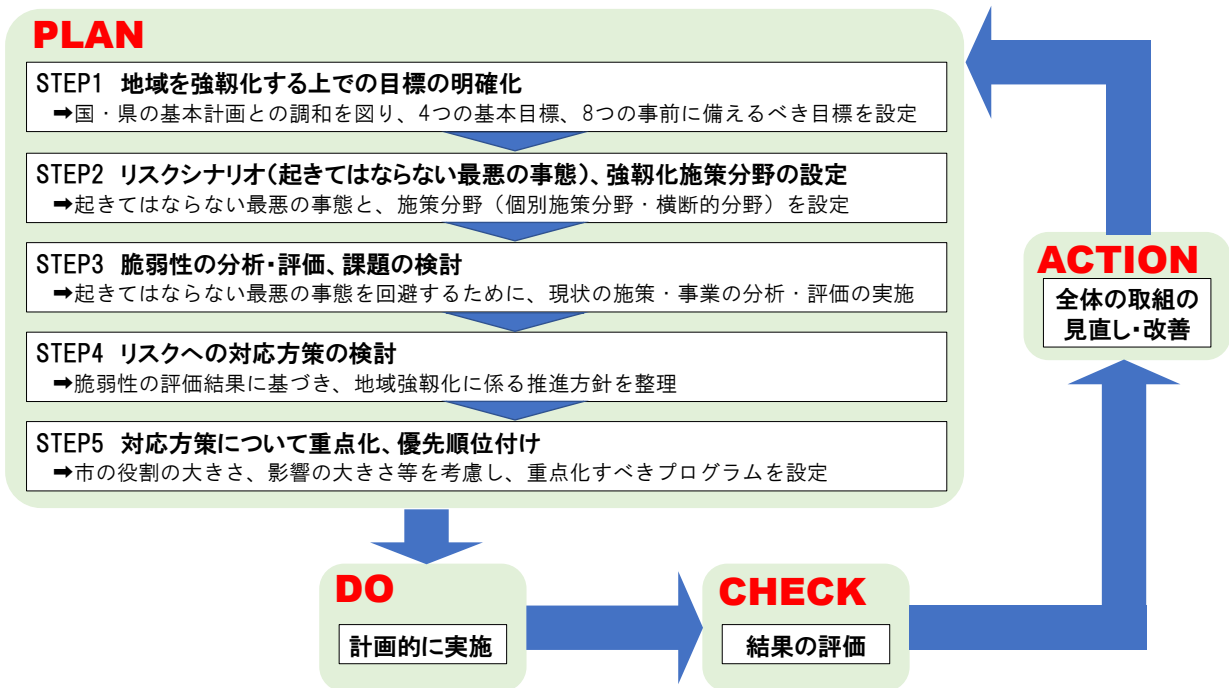 PLAN
STEP1 地域を強靱化する上での目標の明確化
➡国・県の基本計画との調和を図り、4つの基本目標、8つの事前に備えるべき目標を設定
STEP2 リスクシナリオ(起きてはならない最悪の事態)、強靱化施策分野の設定
➡起きてはならない最悪の事態と、施策分野（個別施策分野・横断的分野）を設定
STEP3 脆弱性の分析・評価、課題の検討
➡起きてはならない最悪の事態を回避するために、現状の施策・事業の分析・評価の実施
STEP4 リスクへの対応方策の検討
➡脆弱性の評価結果に基づき、地域強靱化に係る推進方針を整理
STEP5 対応方策について重点化、優先順位付け
➡市の役割の大きさ、影響の大きさ等を考慮し、重点化すべきプログラムを設定
DO
計画的に実施
CHECK
結果の評価
ACTION
全体の取組の
見直し・改善